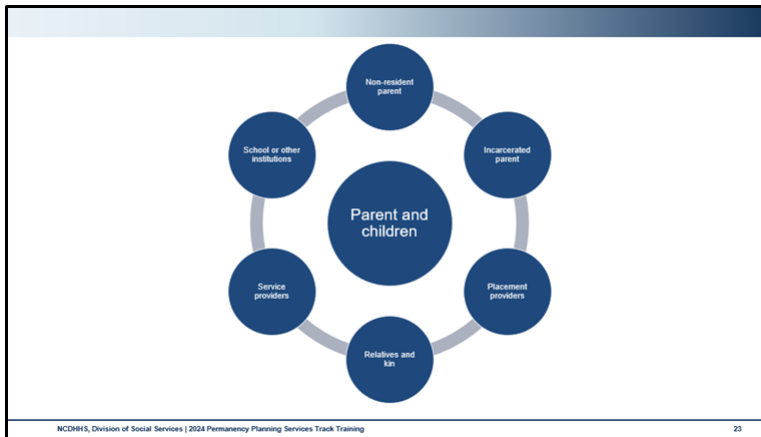 Non-resident
parent
School or other
institutions
Incarcerated
parent
Parent and
children
Service
providers
Placement
providers
Relatives and
kin
NCDHHS, Division of Social Services | 2024 Permanency Planning Services Track Training
23